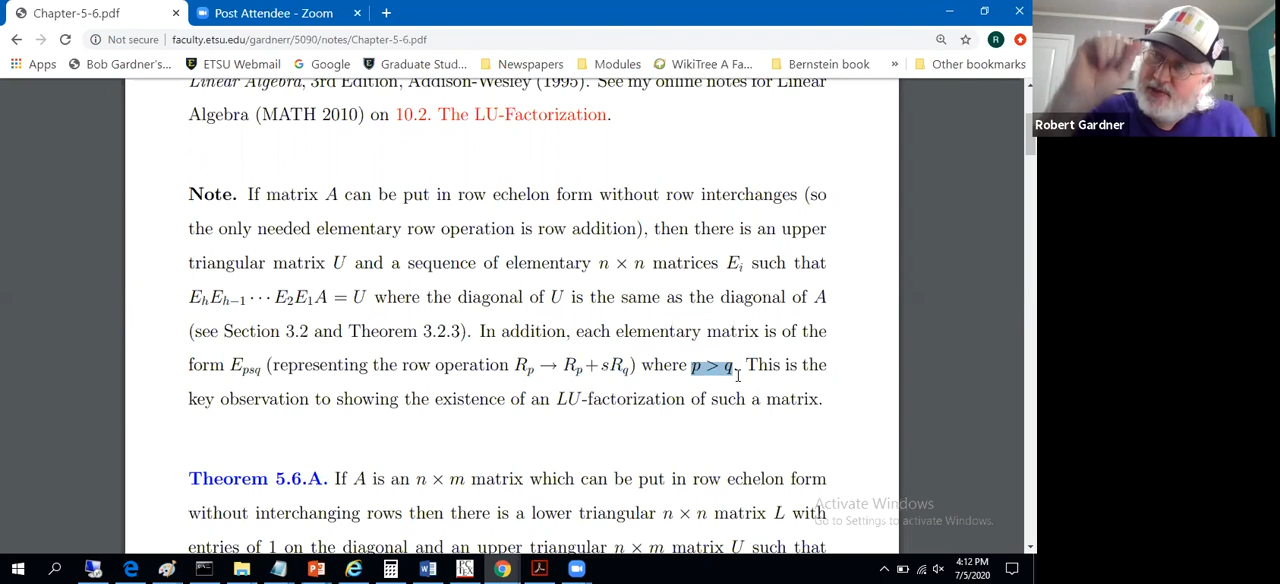 Chapter-5-6.pdf
Post Attendee - Zoom
Not secure | faculty.etsu.edu/gardnerr/5090/notes/Chapter-5-6.pdf
R
Apps Bob Gardner's... ETSU Webmail Google Graduate Stud... Newspapers Modules WikiTree A Fa... Bernstein book » Other bookmarks
Linear Algebra, 3rd Edition, Addison-Wesley (1995). See my online notes for Linear
Algebra (MATH 2010) on 10.2. The LU-Factorization.
Note. If matrix A can be put in row echelon form without row interchanges (so
the only needed elementary row operation is row addition), then there is an upper
triangular matrix U and a sequence of elementary n × n matrices E_i such that
E_hE_{h−1} ⋯ E_2E_1A = U where the diagonal of U is the same as the diagonal of A
(see Section 3.2 and Theorem 3.2.3). In addition, each elementary matrix is of the
form E_{psq} (representing the row operation R_p → R_p + sR_q) where p > q. This is the
key observation to showing the existence of an LU-factorization of such a matrix.
Theorem 5.6.A. If A is an n × m matrix which can be put in row echelon form
without interchanging rows then there is a lower triangular n × n matrix L with
entries of 1 on the diagonal and an upper triangular n × m matrix U such that
Robert Gardner
Activate Windows
Go to Settings to activate Windows.
4:12 PM
7/5/2020